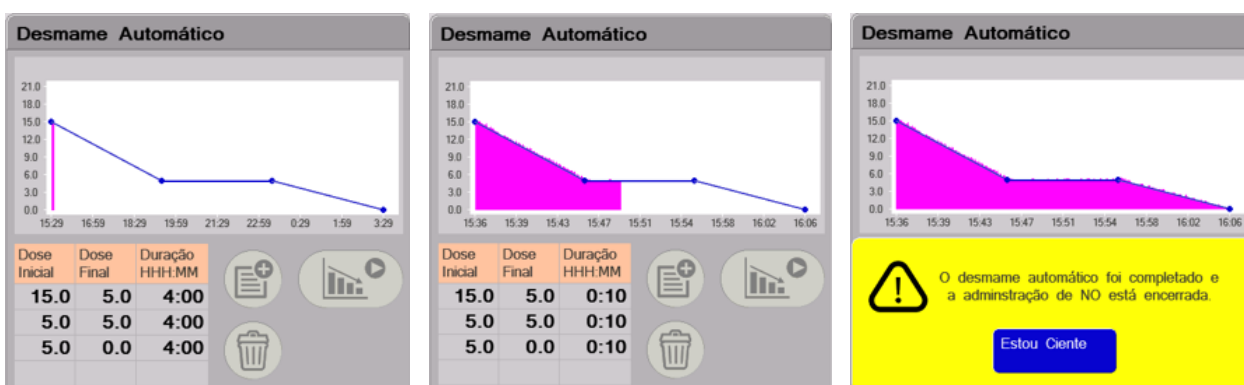 Desmame Automático
21.0
18.0
15.0
12.0
9.0
6.0
3.0
0.0
15:29 16:59 18:29 19:59 21:29 22:59 0:29 1:59 3:29
Dose Dose Duração
Inicial Final HHH:MM
15.0 5.0 4:00
5.0 5.0 4:00
5.0 0.0 4:00
Desmame Automático
21.0
18.0
15.0
12.0
9.0
6.0
3.0
0.0
15:36 15:39 15:43 15:47 15:51 15:54 15:58 16:02 16:06
Dose Dose Duração
Inicial Final HHH:MM
15.0 5.0 0:10
5.0 5.0 0:10
5.0 0.0 0:10
Desmame Automático
21.0
18.0
15.0
12.0
9.0
6.0
3.0
0.0
15:36 15:39 15:43 15:47 15:51 15:54 15:58 16:02 16:06
O desmame automático foi completado e
a adminstração de NO está encerrada.
Estou Ciente